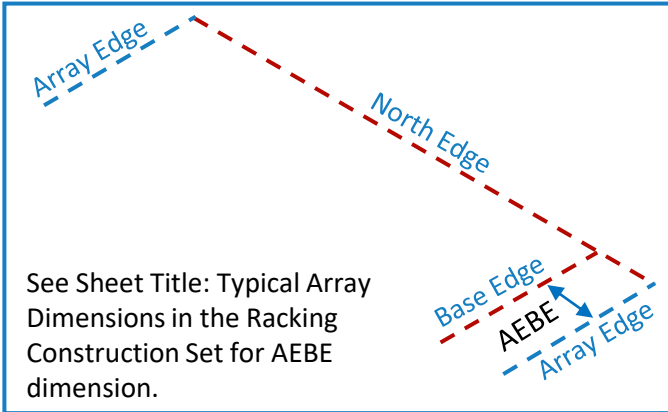 Array Edge
North Edge
Base Edge
AEBE
Array Edge
See Sheet Title: Typical Array
Dimensions in the Racking
Construction Set for AEBE
dimension.